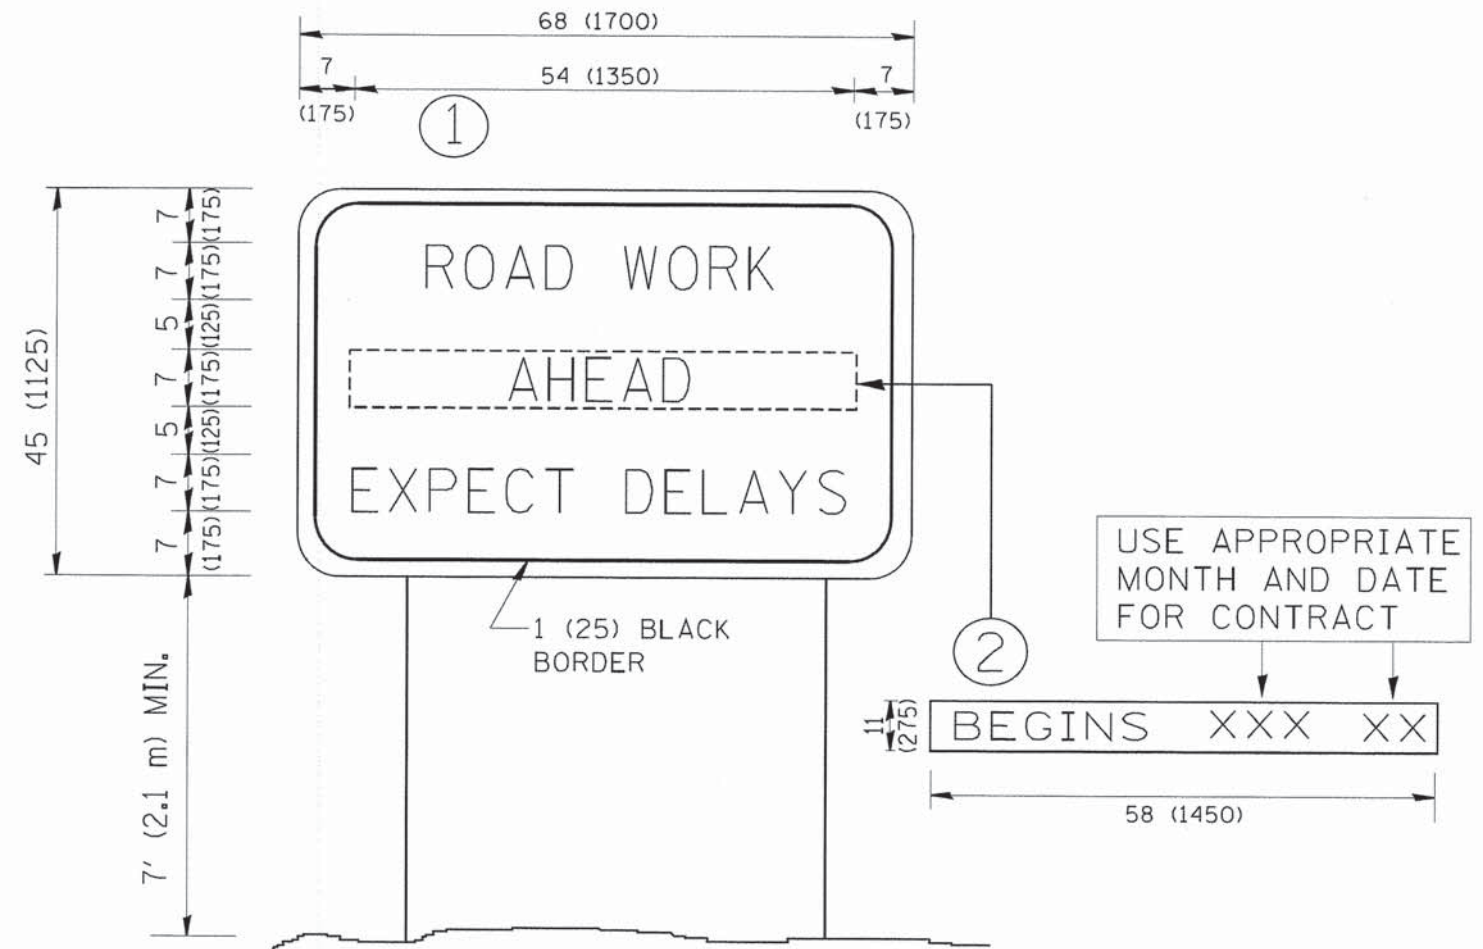 68 (1700)
7
54 (1350)
7
(175)
(175)
1
7
(175)
7
(175)
5
(125)
7
(175)
5
(125)
7
(175)
7
(175)
45 (1125)
ROAD WORK
AHEAD
EXPECT DELAYS
1 (25) BLACK
BORDER
7' (2.1 m) MIN.
2
USE APPROPRIATE
MONTH AND DATE
FOR CONTRACT
11
(275)
BEGINS XXX XX
58 (1450)